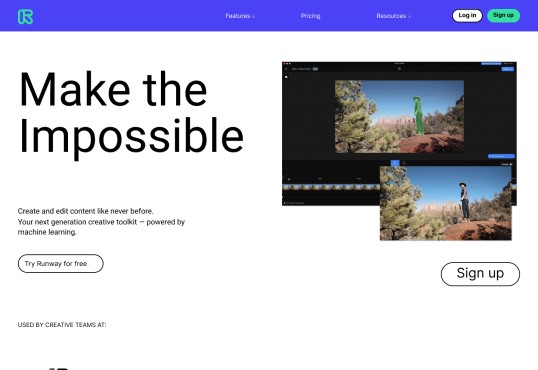 Features ↓
Pricing
Resources ↓
Log in
Sign up
Make the
Impossible
Create and edit content like never before.
Your next generation creative toolkit — powered by
machine learning.
Try Runway for free
Sign up
USED BY CREATIVE TEAMS AT: